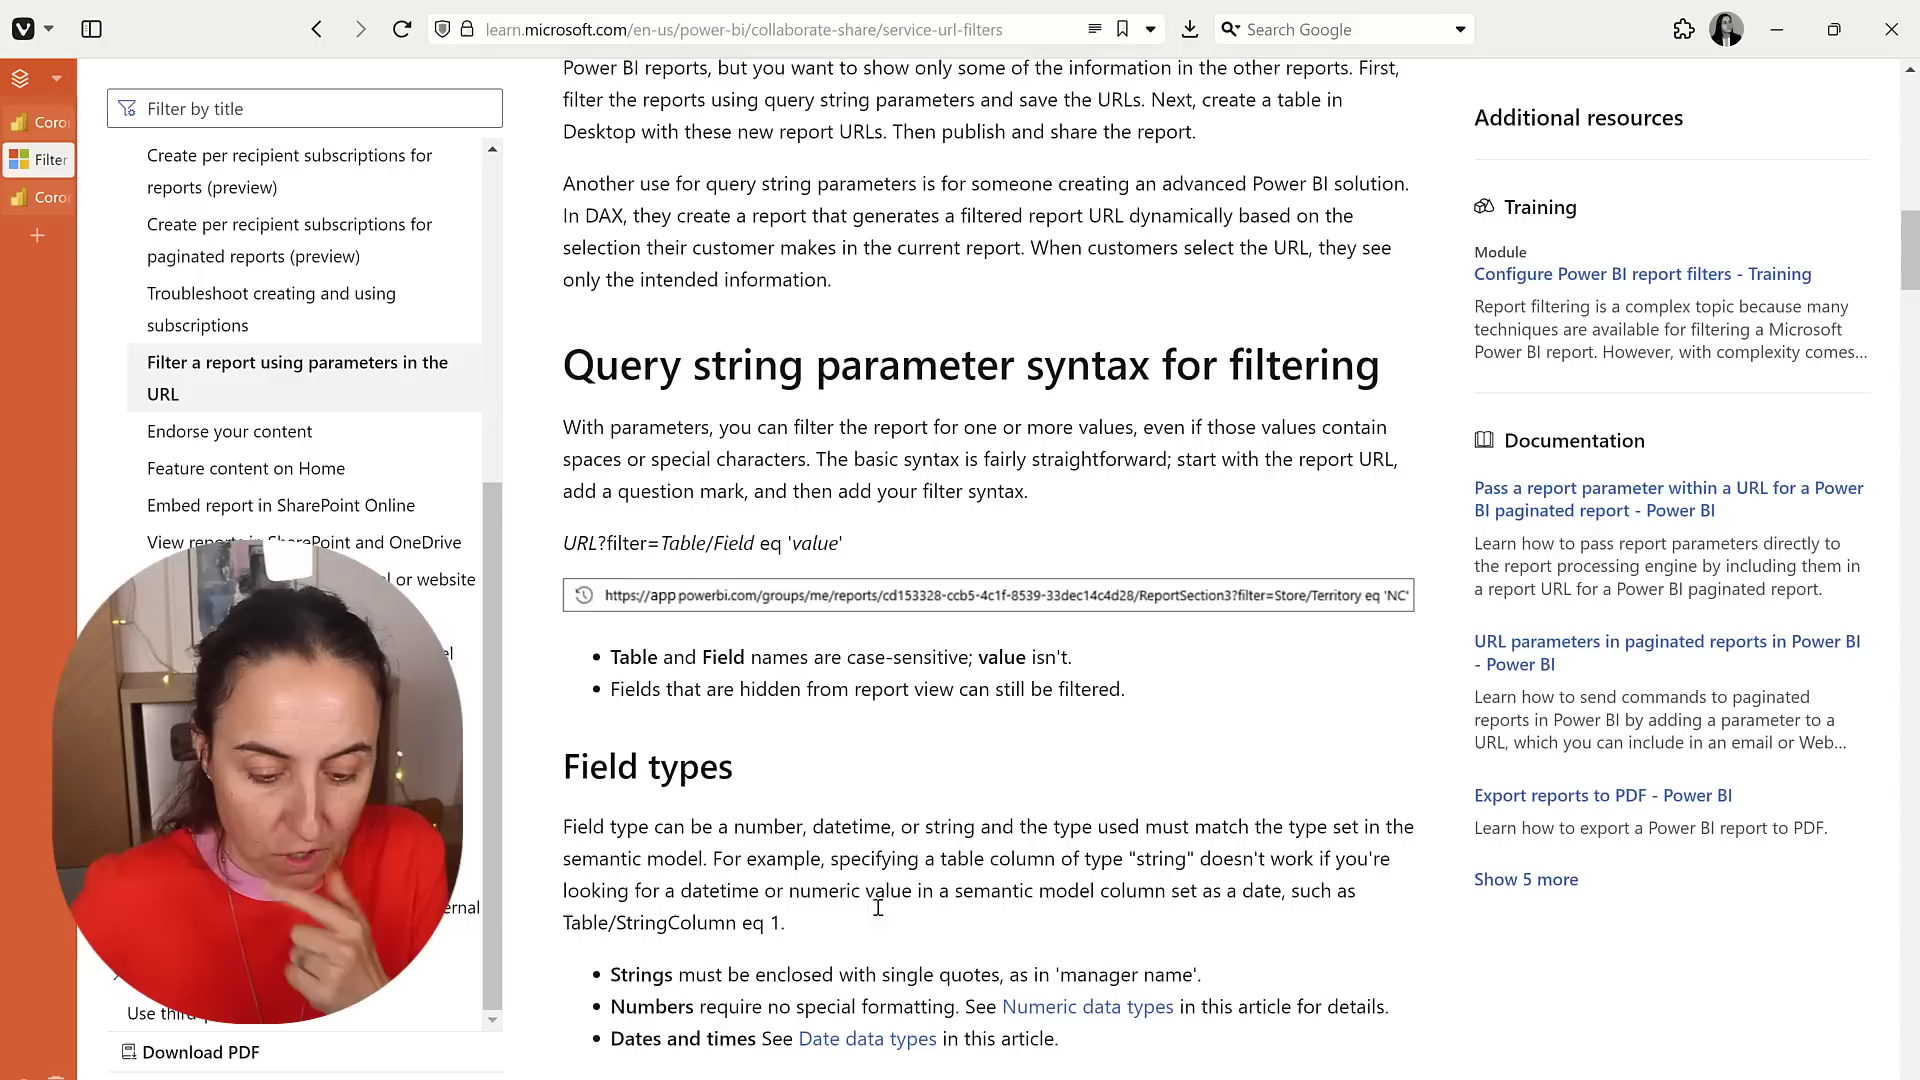 learn.microsoft.com/en-us/power-bi/collaborate-share/service-url-filters
Search Google
Coro
Filter
Coro
Filter by title
Create per recipient subscriptions for
reports (preview)
Create per recipient subscriptions for
paginated reports (preview)
Troubleshoot creating and using
subscriptions
Filter a report using parameters in the
URL
Endorse your content
Feature content on Home
Embed report in SharePoint Online
View reports in SharePoint and OneDrive
or website
Download PDF
Power BI reports, but you want to show only some of the information in the other reports. First,
filter the reports using query string parameters and save the URLs. Next, create a table in
Desktop with these new report URLs. Then publish and share the report.
Another use for query string parameters is for someone creating an advanced Power BI solution.
In DAX, they create a report that generates a filtered report URL dynamically based on the
selection their customer makes in the current report. When customers select the URL, they see
only the intended information.
Query string parameter syntax for filtering
With parameters, you can filter the report for one or more values, even if those values contain
spaces or special characters. The basic syntax is fairly straightforward; start with the report URL,
add a question mark, and then add your filter syntax.
URL?filter=Table/Field eq 'value'
https://app.powerbi.com/groups/me/reports/cd153328-ccb5-4c1f-8539-33dec14c4d28/ReportSection3?filter=Store/Territory eq 'NC'
• Table and Field names are case-sensitive; value isn't.
• Fields that are hidden from report view can still be filtered.
Field types
Field type can be a number, datetime, or string and the type used must match the type set in the
semantic model. For example, specifying a table column of type "string" doesn't work if you're
looking for a datetime or numeric value in a semantic model column set as a date, such as
Table/StringColumn eq 1.
• Strings must be enclosed with single quotes, as in 'manager name'.
• Numbers require no special formatting. See Numeric data types in this article for details.
• Dates and times See Date data types in this article.
Additional resources
Training
Module
Configure Power BI report filters - Training
Report filtering is a complex topic because many
techniques are available for filtering a Microsoft
Power BI report. However, with complexity comes...
Documentation
Pass a report parameter within a URL for a Power
BI paginated report - Power BI
Learn how to pass report parameters directly to
the report processing engine by including them in
a report URL for a Power BI paginated report.
URL parameters in paginated reports in Power BI
- Power BI
Learn how to send commands to paginated
reports in Power BI by adding a parameter to a
URL, which you can include in an email or Web...
Export reports to PDF - Power BI
Learn how to export a Power BI report to PDF.
Show 5 more